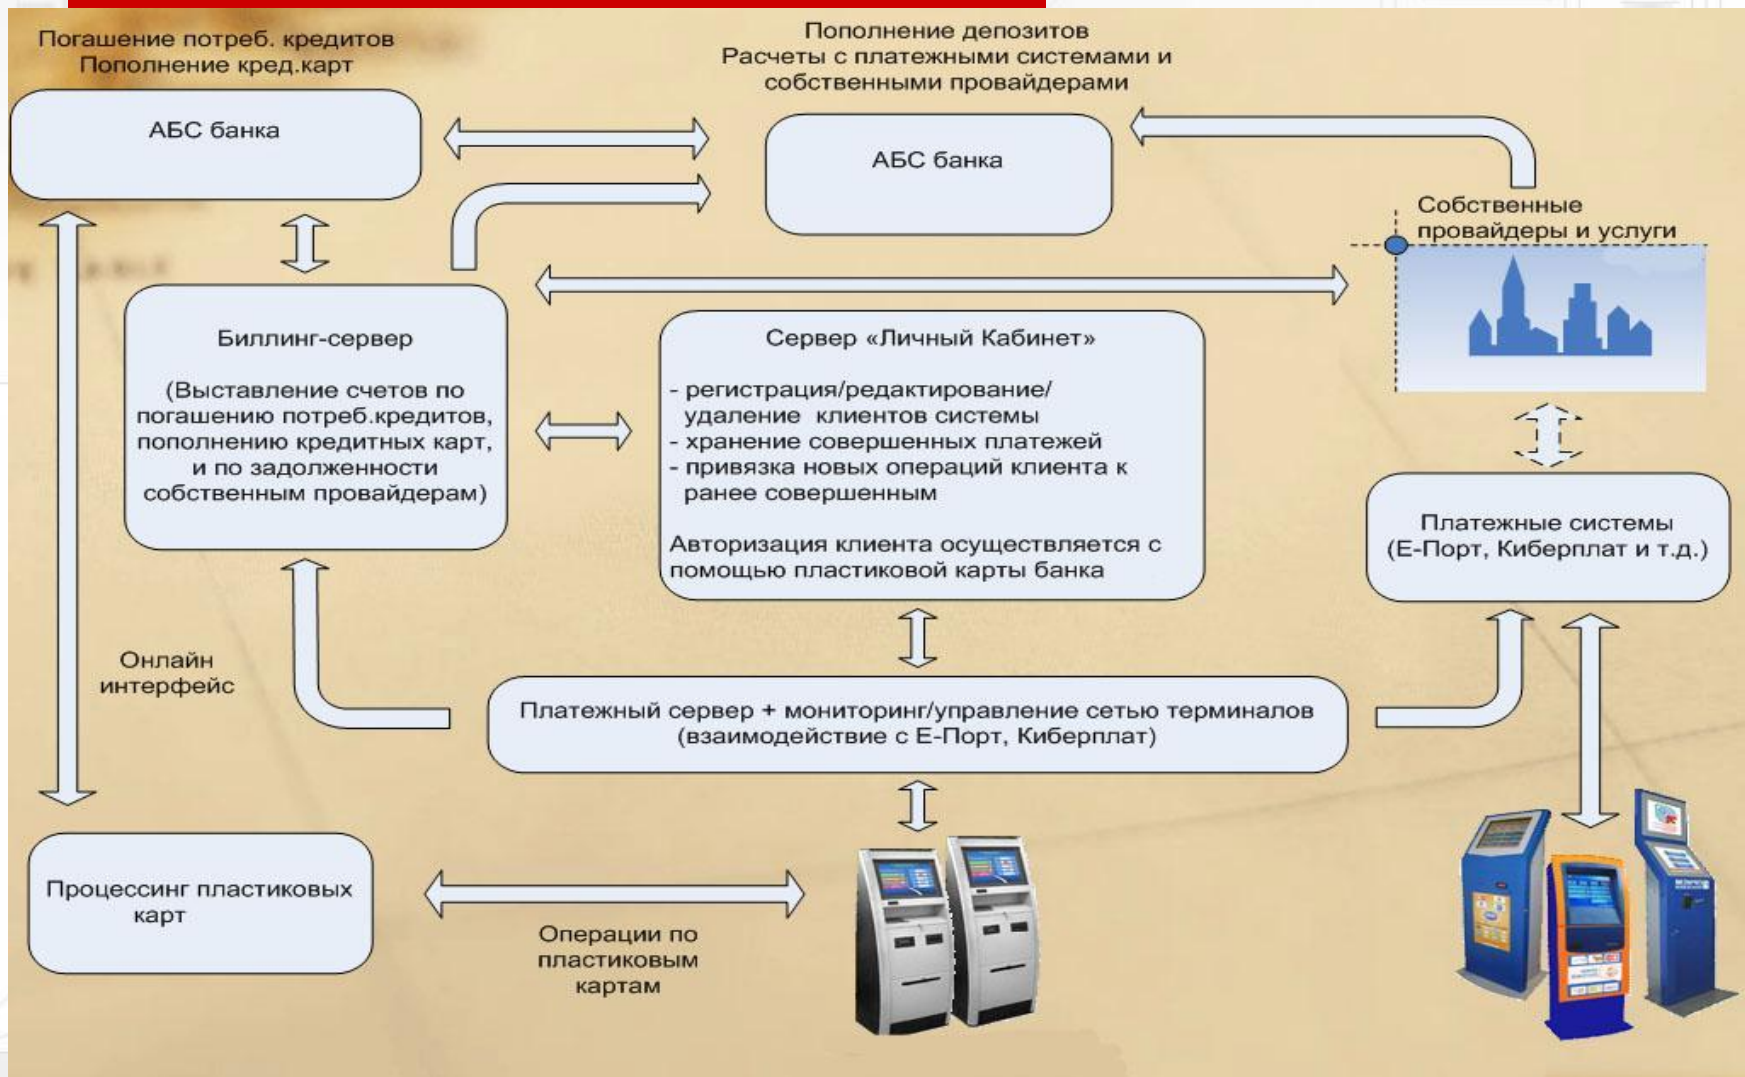 Погашение потреб. кредитов
Пополнение кред.карт
АБС банка
Пополнение депозитов
Расчеты с платежными системами и
собственными провайдерами
АБС банка
Собственные
провайдеры и услуги
Биллинг-сервер
(Выставление счетов по
погашению потреб.кредитов,
пополнению кредитных карт,
и по задолженности
собственным провайдерам)
Сервер «Личный Кабинет»
- регистрация/редактирование/
удаление клиентов системы
- хранение совершенных платежей
- привязка новых операций клиента к
ранее совершенным
Авторизация клиента осуществляется с
помощью пластиковой карты банка
Платежные системы
(Е-Порт, Киберплат и т.д.)
Онлайн
интерфейс
Платежный сервер + мониторинг/управление сетью терминалов
(взаимодействие с Е-Порт, Киберплат)
Процессинг пластиковых
карт
Операции по
пластиковым
картам